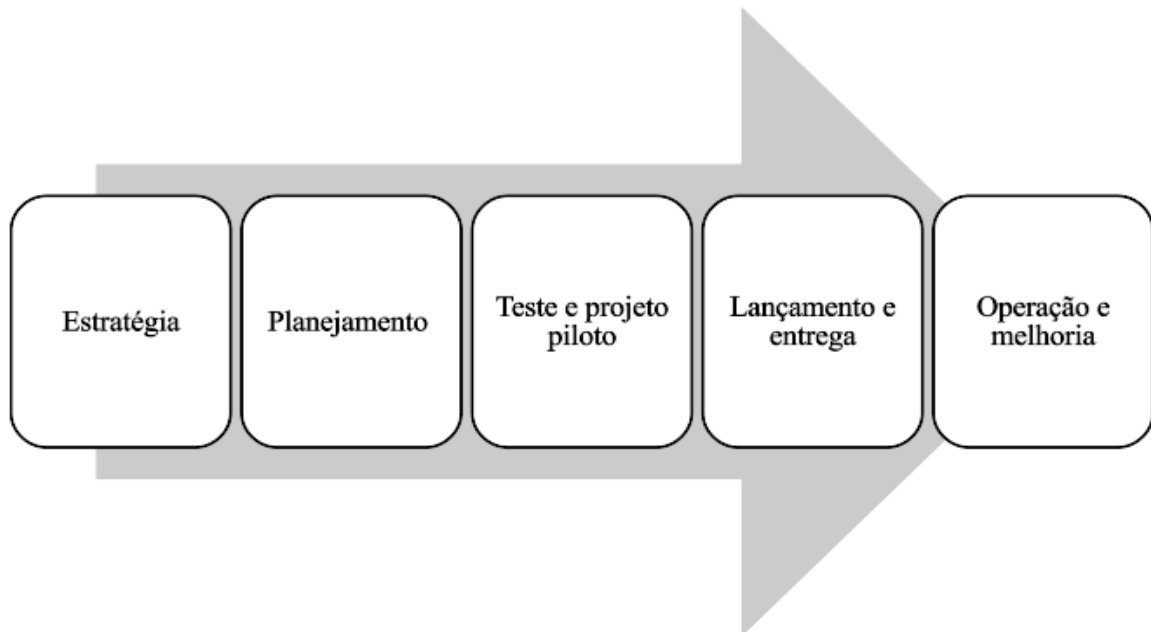 Estratégia
Planejamento
Teste e projeto
piloto
Lançamento e
entrega
Operação e
melhoria